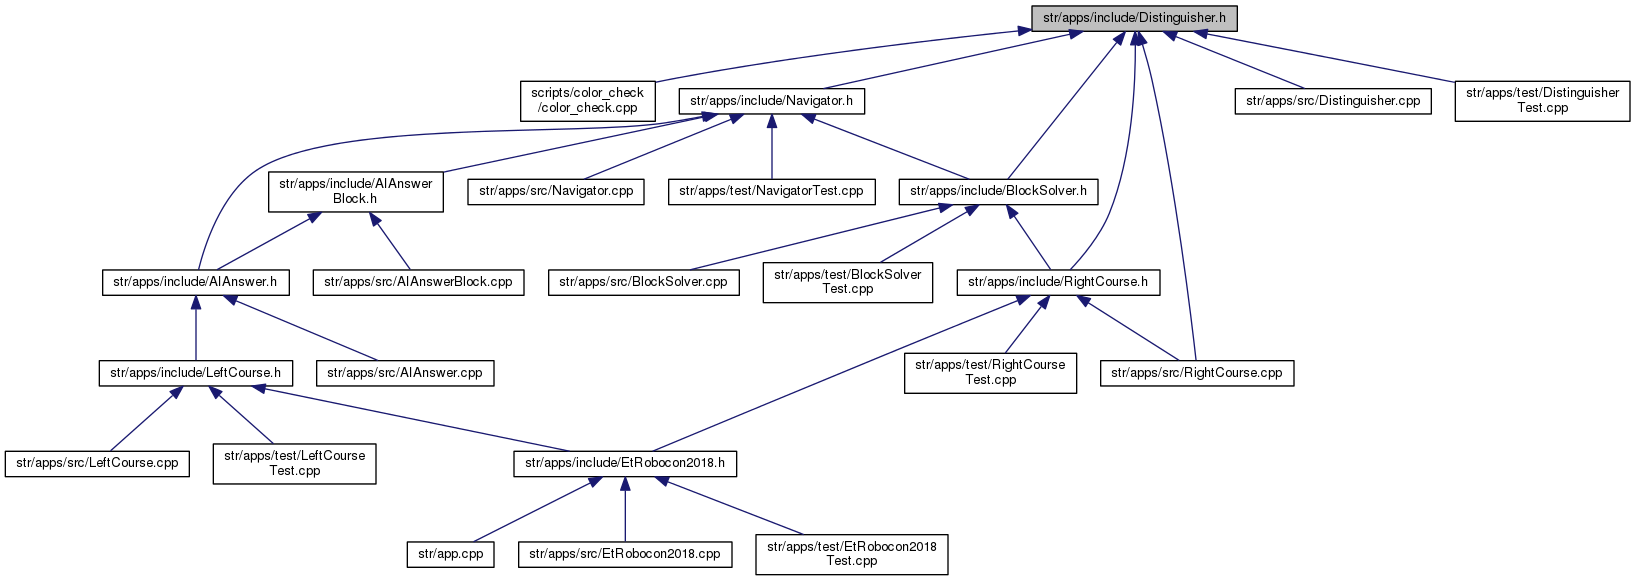 str/apps/include/Distinguisher.h
scripts/color_check
/color_check.cpp
str/apps/include/Navigator.h
str/apps/src/Distinguisher.cpp
str/apps/test/Distinguisher
Test.cpp
str/apps/include/AIAnswer
Block.h
str/apps/src/Navigator.cpp
str/apps/test/NavigatorTest.cpp
str/apps/include/BlockSolver.h
str/apps/include/AIAnswer.h
str/apps/src/AIAnswerBlock.cpp
str/apps/src/BlockSolver.cpp
str/apps/test/BlockSolver
Test.cpp
str/apps/include/RightCourse.h
str/apps/include/LeftCourse.h
str/apps/src/AIAnswer.cpp
str/apps/test/RightCourse
Test.cpp
str/apps/src/RightCourse.cpp
str/apps/src/LeftCourse.cpp
str/apps/test/LeftCourse
Test.cpp
str/apps/include/EtRobocon2018.h
str/app.cpp
str/apps/src/EtRobocon2018.cpp
str/apps/test/EtRobocon2018
Test.cpp